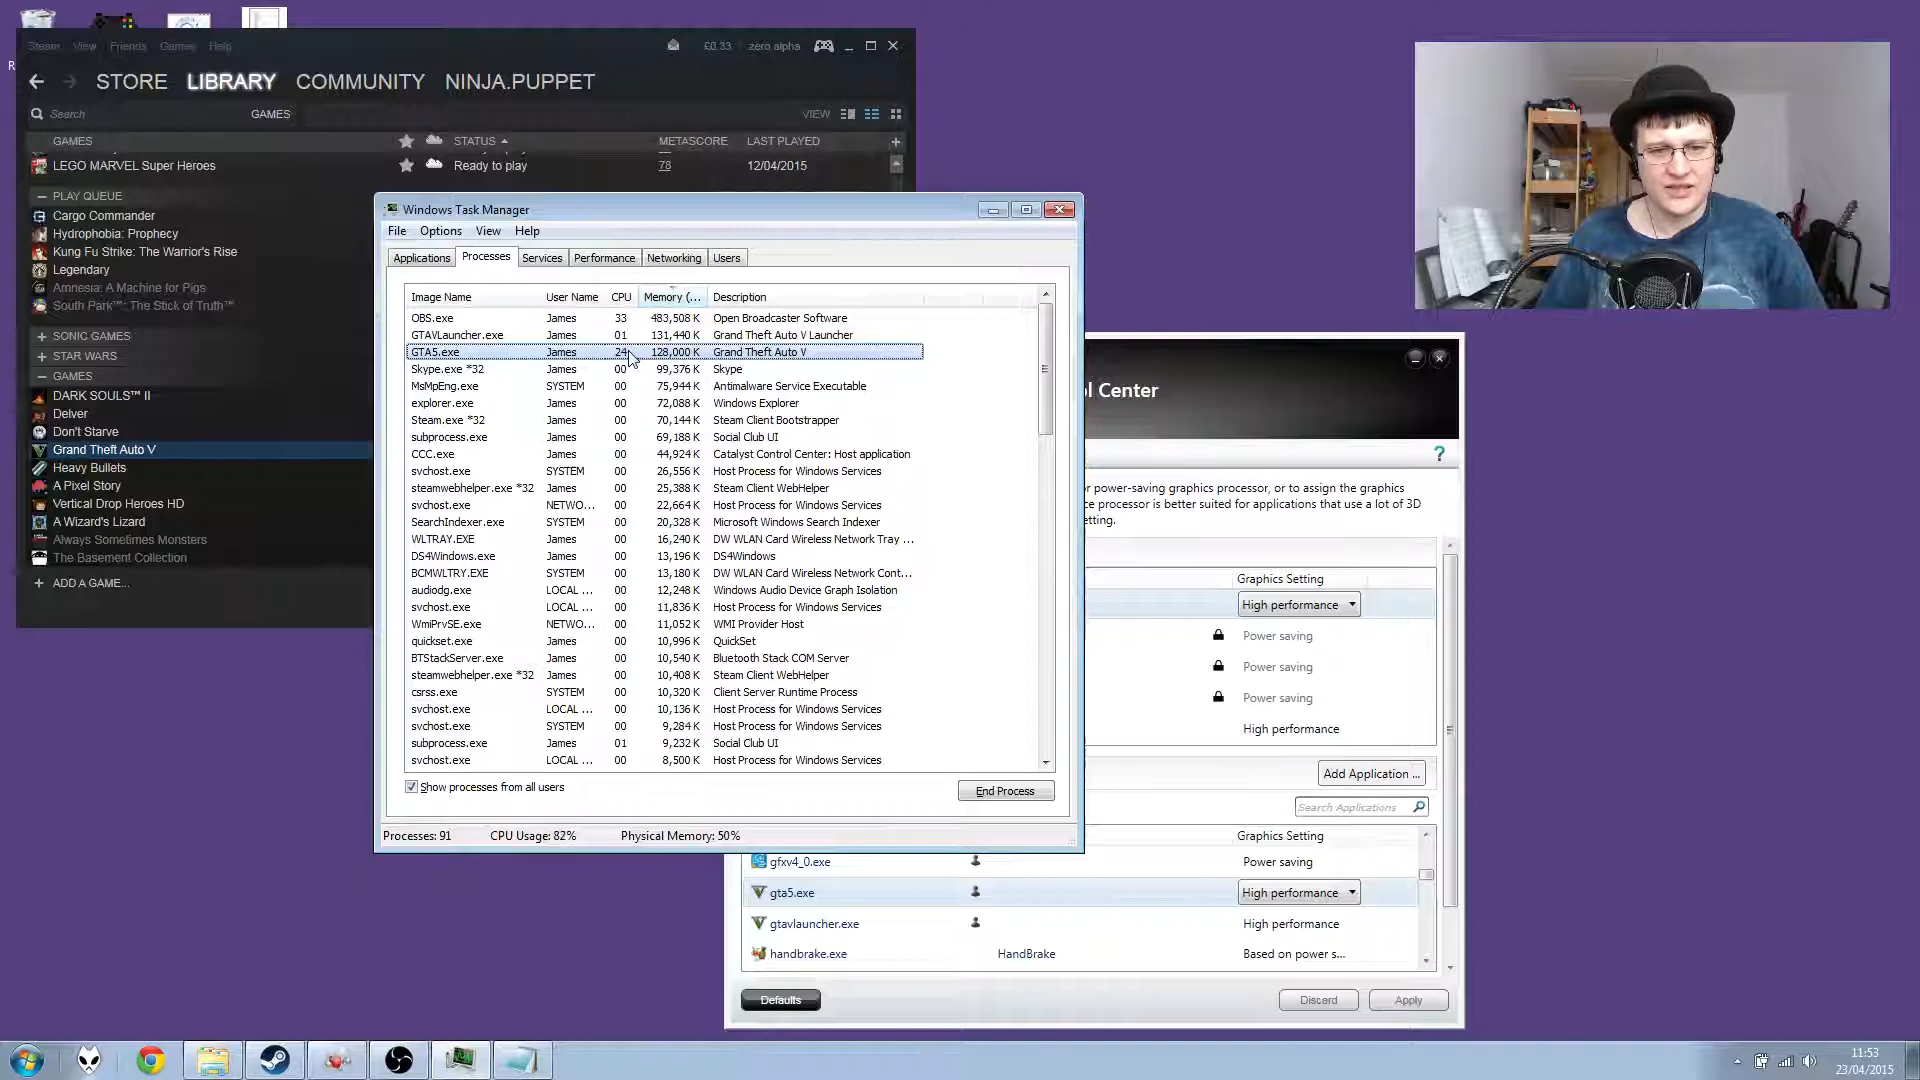 Steam View Friends Games Help
£0.33 zero alpha
STORE LIBRARY COMMUNITY NINJA.PUPPET
Search GAMES VIEW
GAMES STATUS METASCORE LAST PLAYED
LEGO MARVEL Super Heroes Ready to play 78 12/04/2015
PLAY QUEUE
Cargo Commander
Hydrophobia: Prophecy
Kung Fu Strike: The Warrior's Rise
Legendary
Amnesia: A Machine for Pigs
South Park™: The Stick of Truth™
SONIC GAMES
STAR WARS
GAMES
DARK SOULS™ II
Delver
Don't Starve
Grand Theft Auto V
Heavy Bullets
A Pixel Story
Vertical Drop Heroes HD
A Wizard's Lizard
Always Sometimes Monsters
The Basement Collection
+ ADD A GAME...
Windows Task Manager
File Options View Help
Applications Processes Services Performance Networking Users
Image Name User Name CPU Memory (... Description
OBS.exe James 33 483,508 K Open Broadcaster Software
GTAVLauncher.exe James 01 131,440 K Grand Theft Auto V Launcher
GTA5.exe James 24 128,000 K Grand Theft Auto V
Skype.exe *32 James 00 99,376 K Skype
MsMpEng.exe SYSTEM 00 75,944 K Antimalware Service Executable
explorer.exe James 00 72,088 K Windows Explorer
Steam.exe *32 James 00 70,144 K Steam Client Bootstrapper
subprocess.exe James 00 69,188 K Social Club UI
CCC.exe James 00 44,924 K Catalyst Control Center: Host application
svchost.exe SYSTEM 00 26,556 K Host Process for Windows Services
steamwebhelper.exe *32 James 00 25,388 K Steam Client WebHelper
svchost.exe NETWO... 00 22,664 K Host Process for Windows Services
SearchIndexer.exe SYSTEM 00 20,328 K Microsoft Windows Search Indexer
WLTRAY.EXE James 00 16,240 K DW WLAN Card Wireless Network Tray ...
DS4Windows.exe James 00 13,196 K DS4Windows
BCMWLTRY.EXE SYSTEM 00 13,180 K DW WLAN Card Wireless Network Cont...
audiodg.exe LOCAL ... 00 12,248 K Windows Audio Device Graph Isolation
svchost.exe LOCAL ... 00 11,836 K Host Process for Windows Services
WmiPrvSE.exe NETWO... 00 11,052 K WMI Provider Host
quickset.exe James 00 10,996 K QuickSet
BTStackServer.exe James 00 10,540 K Bluetooth Stack COM Server
steamwebhelper.exe *32 James 00 10,408 K Steam Client WebHelper
csrss.exe SYSTEM 00 10,320 K Client Server Runtime Process
svchost.exe LOCAL ... 00 10,136 K Host Process for Windows Services
svchost.exe SYSTEM 00 9,284 K Host Process for Windows Services
subprocess.exe James 01 9,232 K Social Club UI
svchost.exe LOCAL ... 00 8,500 K Host Process for Windows Services
Show processes from all users End Process
Processes: 91 CPU Usage: 82% Physical Memory: 50%
l Center
?
r power-saving graphics processor, or to assign the graphics
ce processor is better suited for applications that use a lot of 3D
etting.
Graphics Setting
High performance
Power saving
Power saving
Power saving
High performance
Add Application ...
Search Applications
Graphics Setting
gfxv4_0.exe Power saving
gta5.exe High performance
gtavlauncher.exe High performance
handbrake.exe HandBrake Based on power s...
Defaults Discard Apply
11:53
23/04/2015